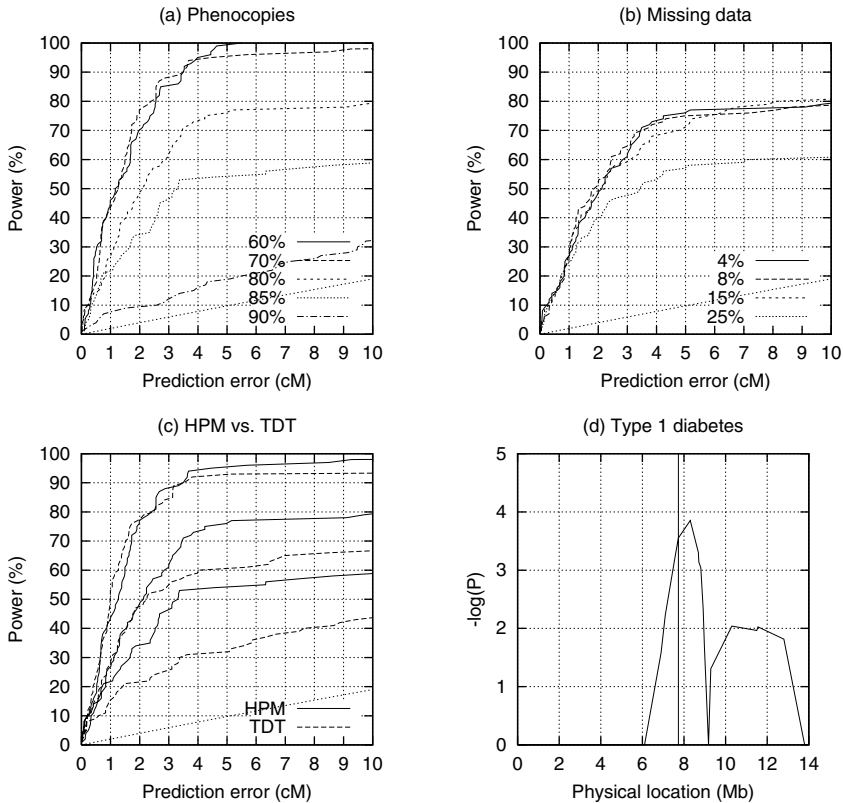 (a) Phenocopies
100
90
80
70
60
50
40
30
20
10
0
Power (%)
60%
70%
80%
85%
90%
0 1 2 3 4 5 6 7 8 9 10
Prediction error (cM)
(b) Missing data
100
90
80
70
60
50
40
30
20
10
0
Power (%)
4%
8%
15%
25%
0 1 2 3 4 5 6 7 8 9 10
Prediction error (cM)
(c) HPM vs. TDT
100
90
80
70
60
50
40
30
20
10
0
Power (%)
HPM
TDT
0 1 2 3 4 5 6 7 8 9 10
Prediction error (cM)
(d) Type 1 diabetes
5
4
3
2
1
0
-log(P)
0 2 4 6 8 10 12 14
Physical location (Mb)